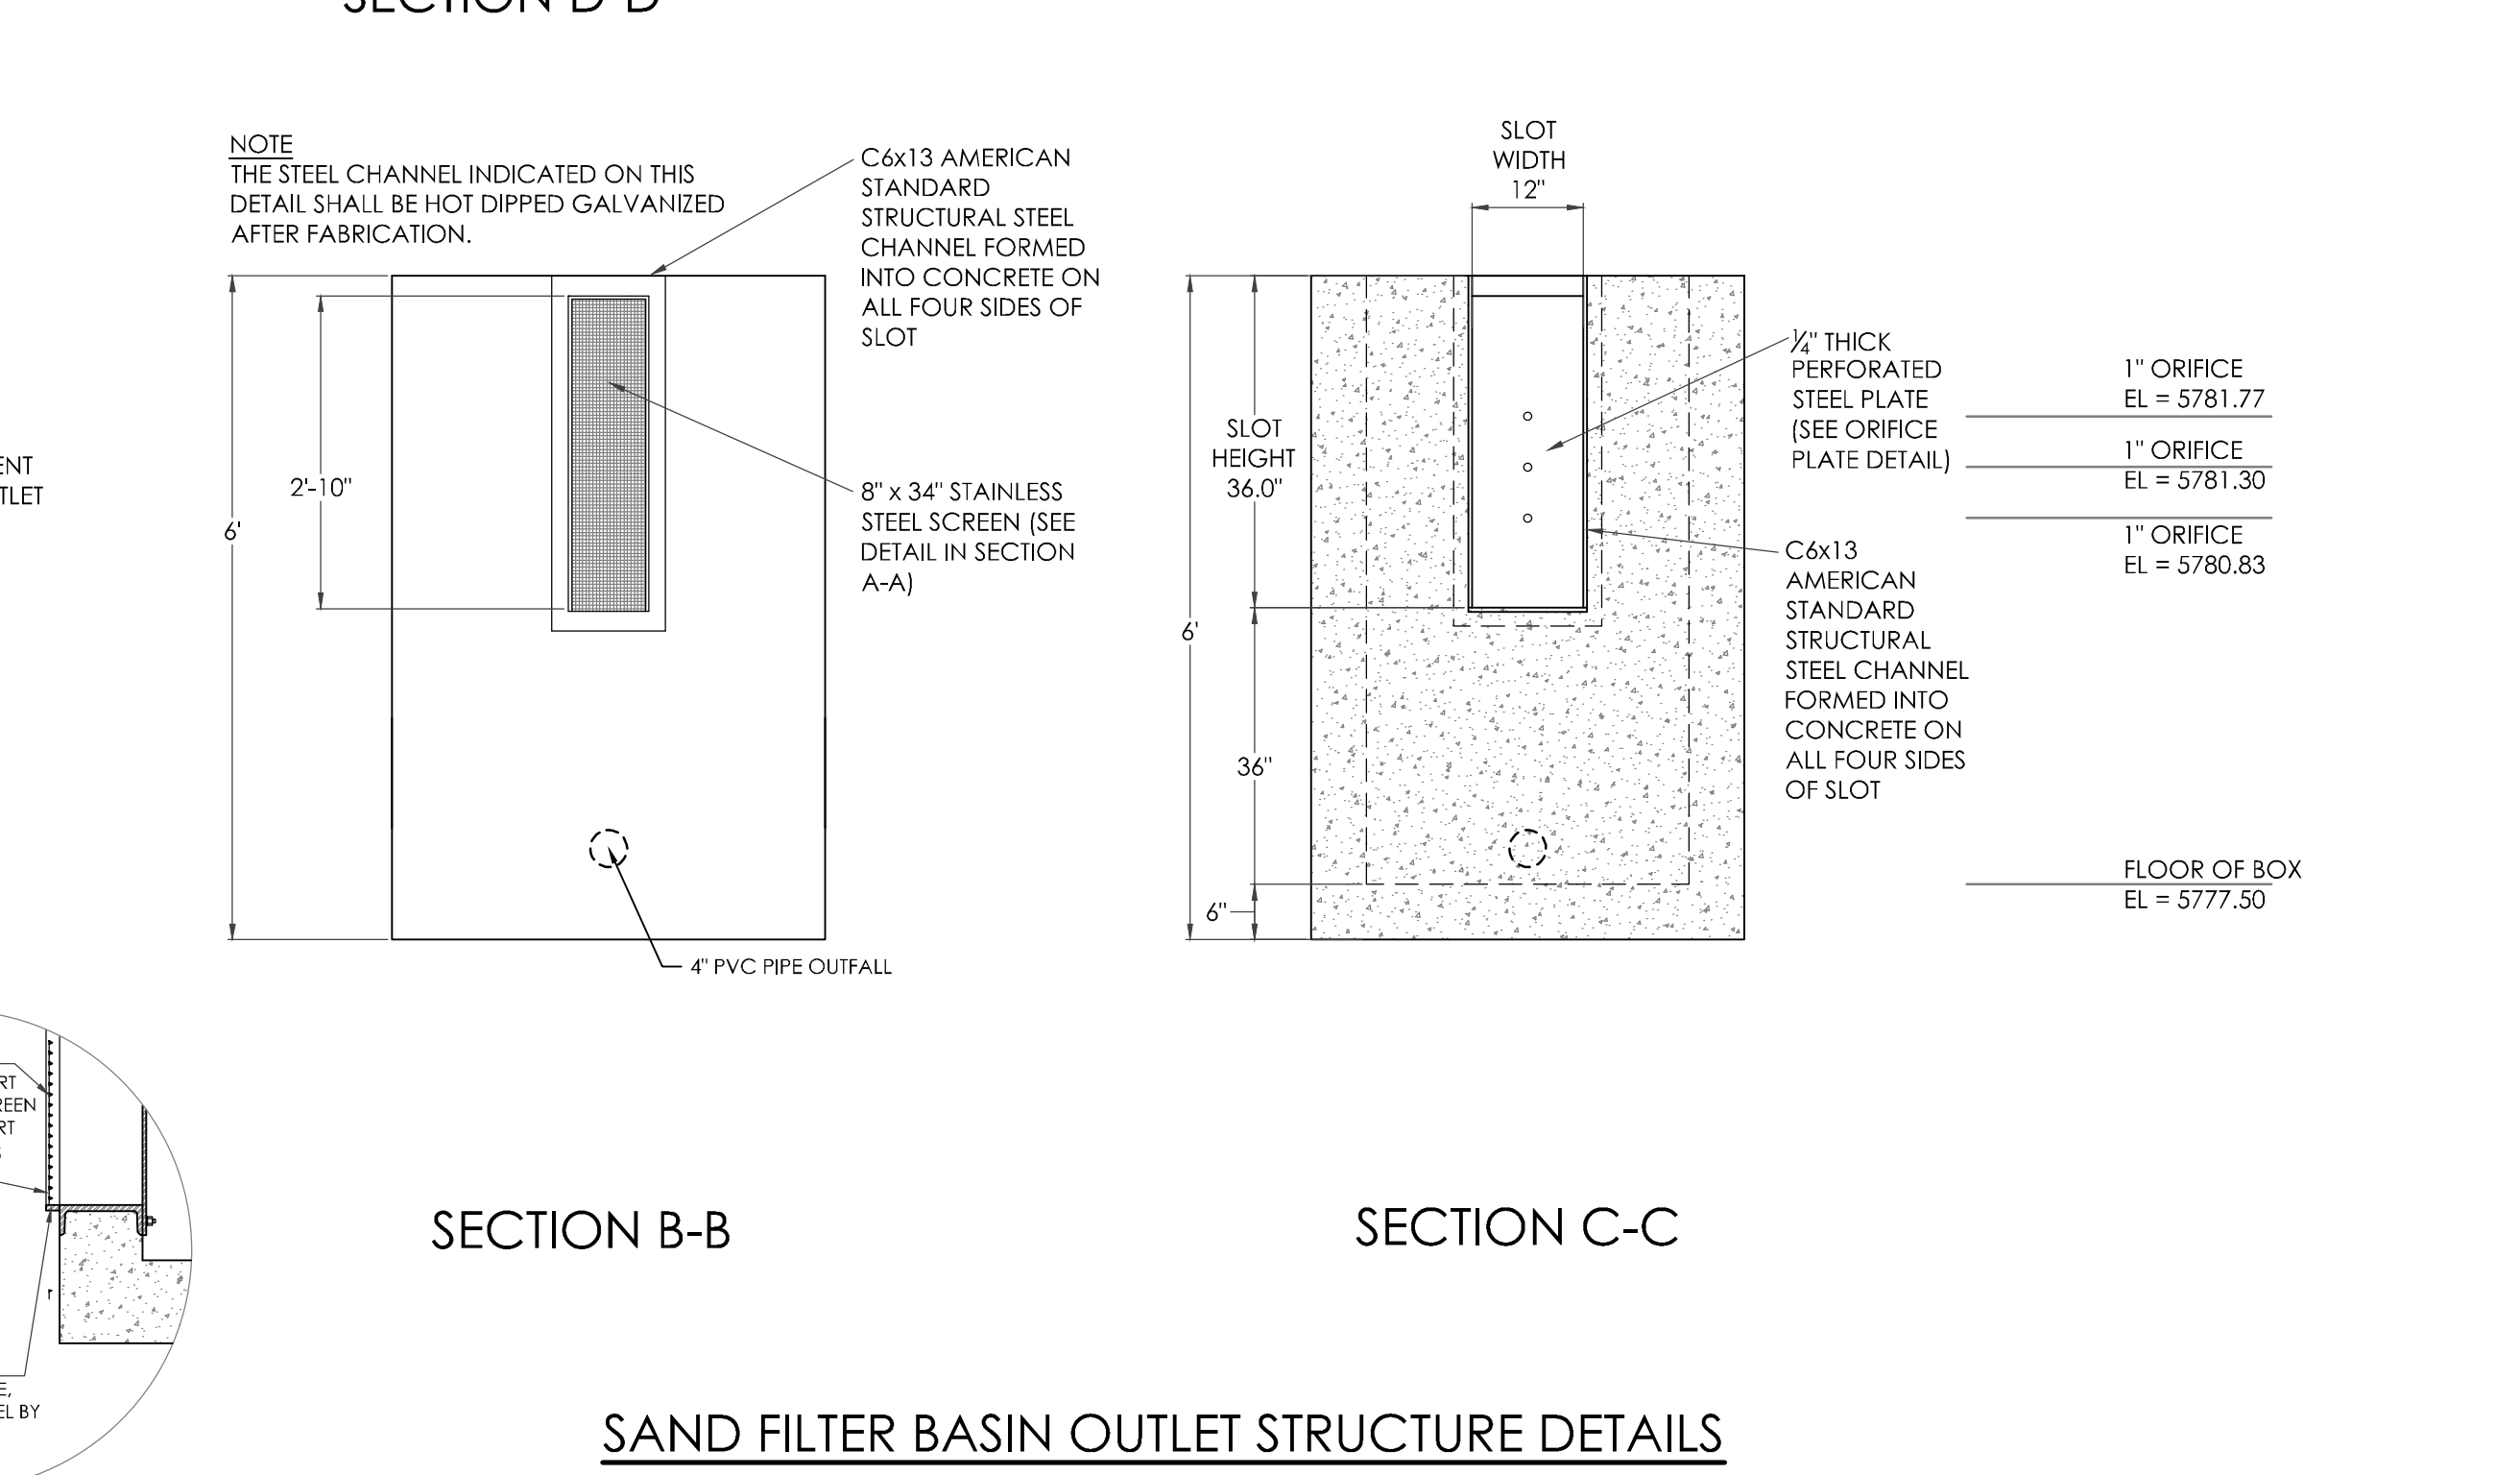 SECTION D-D
NOTE
THE STEEL CHANNEL INDICATED ON THIS
DETAIL SHALL BE HOT DIPPED GALVANIZED
AFTER FABRICATION.
C6x13 AMERICAN
STANDARD
STRUCTURAL STEEL
CHANNEL FORMED
INTO CONCRETE ON
ALL FOUR SIDES OF
SLOT
2'-10"
6'
8" x 34" STAINLESS
STEEL SCREEN (SEE
DETAIL IN SECTION
A-A)
4" PVC PIPE OUTFALL
SECTION B-B
SLOT
WIDTH
12"
SLOT
HEIGHT
36.0"
6'
36"
6"
1/4" THICK
PERFORATED
STEEL PLATE
(SEE ORIFICE
PLATE DETAIL)
C6x13
AMERICAN
STANDARD
STRUCTURAL
STEEL CHANNEL
FORMED INTO
CONCRETE ON
ALL FOUR SIDES
OF SLOT
1" ORIFICE
EL = 5781.77
1" ORIFICE
EL = 5781.30
1" ORIFICE
EL = 5780.83
FLOOR OF BOX
EL = 5777.50
SECTION C-C
SAND FILTER BASIN OUTLET STRUCTURE DETAILS